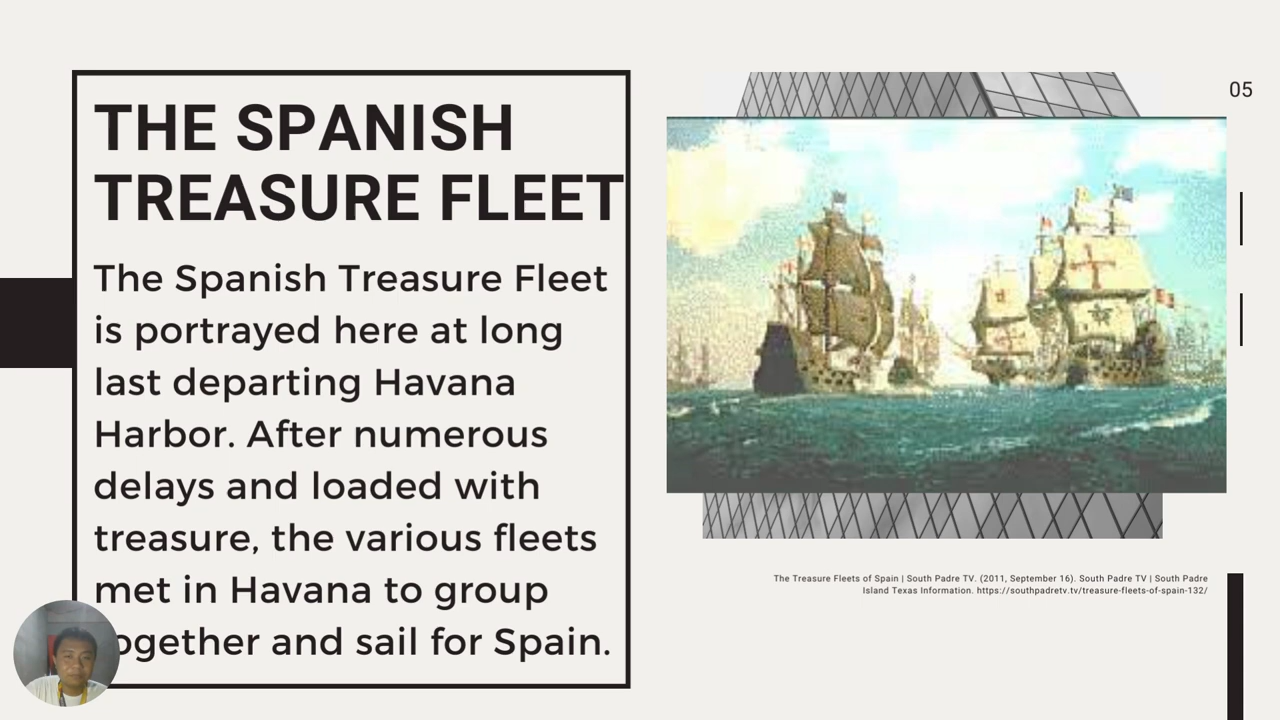 05
THE SPANISH
TREASURE FLEET
The Spanish Treasure Fleet
is portrayed here at long
last departing Havana
Harbor. After numerous
delays and loaded with
treasure, the various fleets
met in Havana to group
together and sail for Spain.
The Treasure Fleets of Spain | South Padre TV. (2011, September 16). South Padre TV | South Padre
Island Texas Information. https://southpadretv.tv/treasure-fleets-of-spain-132/